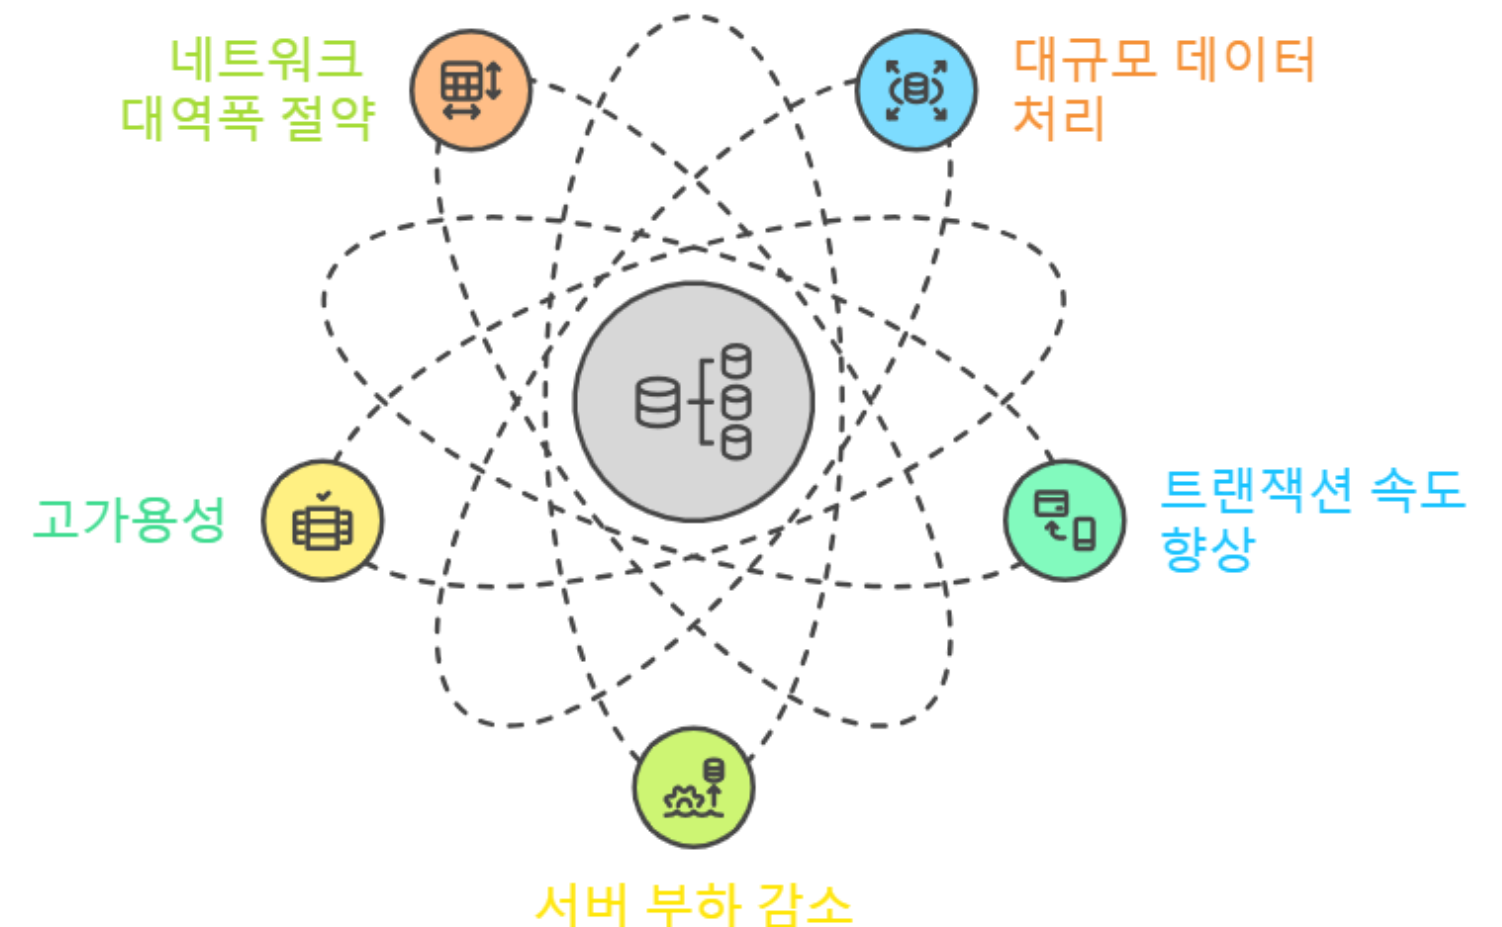 네트워크
대역폭 절약
대규모 데이터
처리
고가용성
트랜잭션 속도
향상
서버 부하 감소